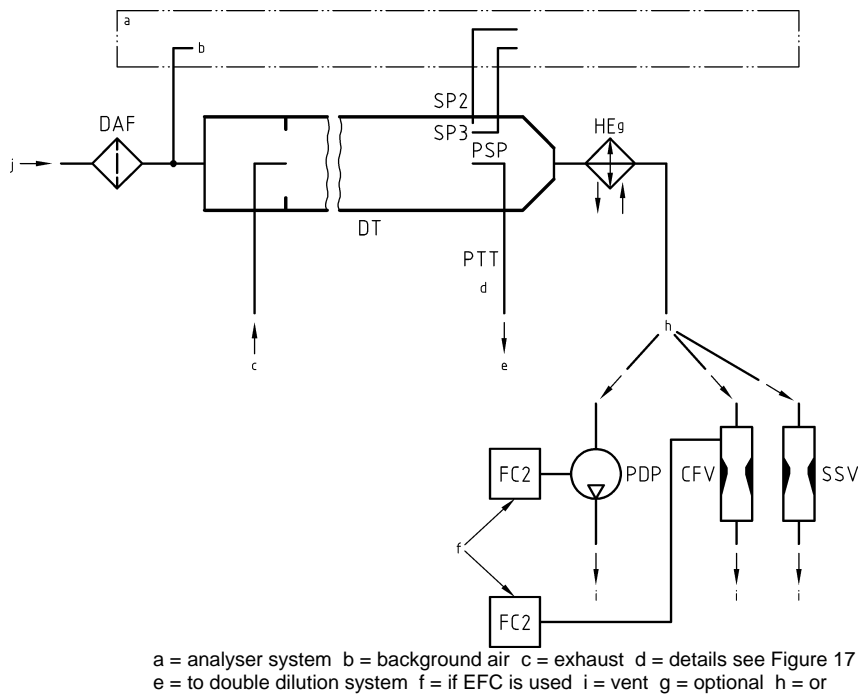 a
b
SP2
DAF
SP3
HEg
PSP
j
DT
PTT
d
h
c
e
FC2
PDP
CFV
SSV
f
i
i
i
FC2
a = analyser system b = background air c = exhaust d = details see Figure 17
e = to double dilution system f = if EFC is used i = vent g = optional h = or